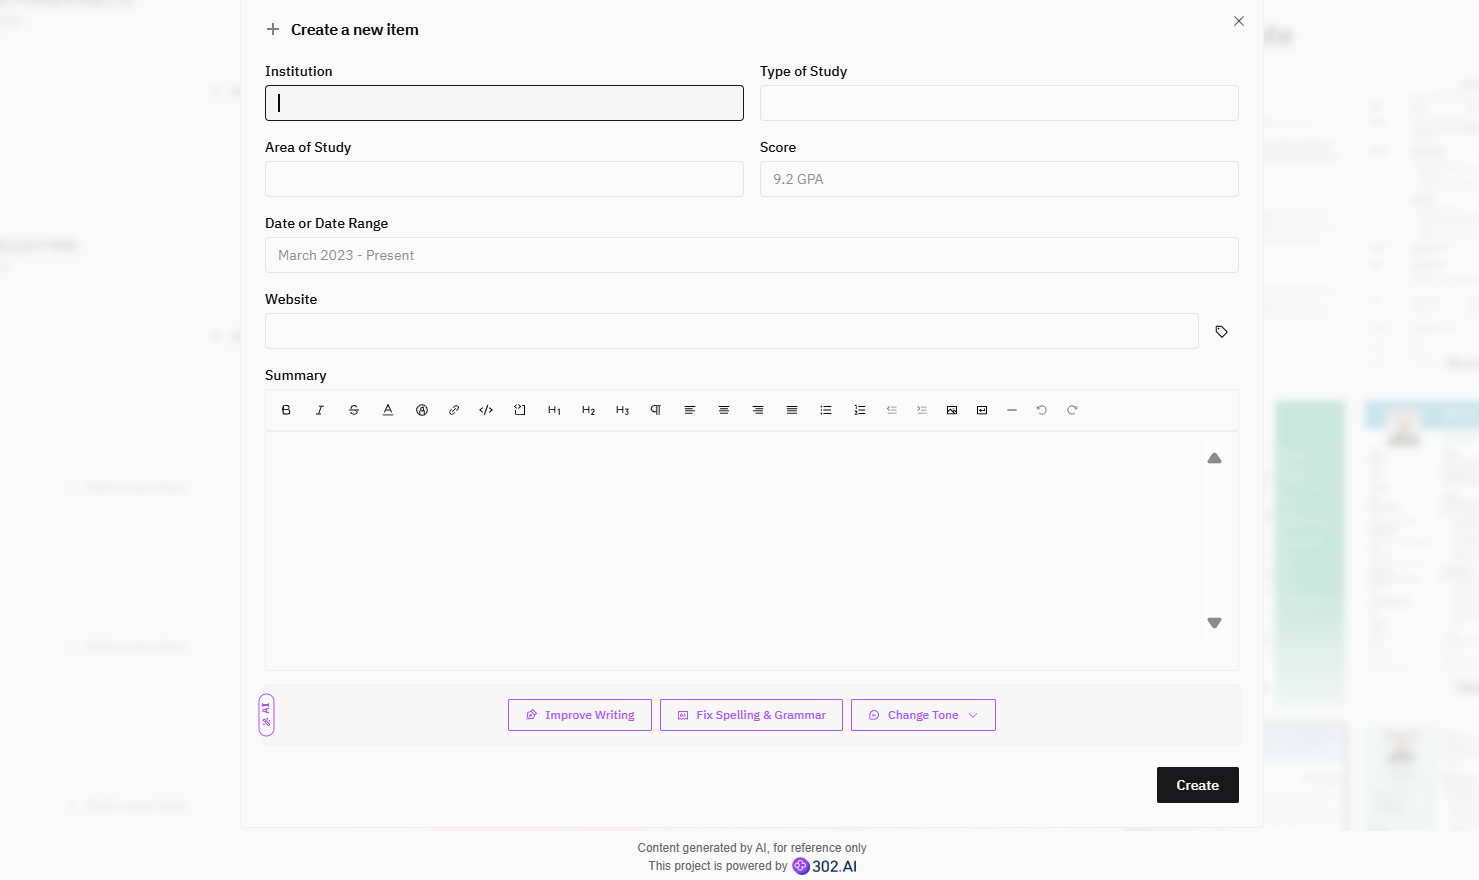 Create a new item
Institution
Type of Study
Area of Study
Score
9.2 GPA
Date or Date Range
March 2023 - Present
Website
Summary
B I S A H1 H2 H3
AI
Improve Writing
Fix Spelling & Grammar
Change Tone
Create
Content generated by AI, for reference only
This project is powered by 302.AI